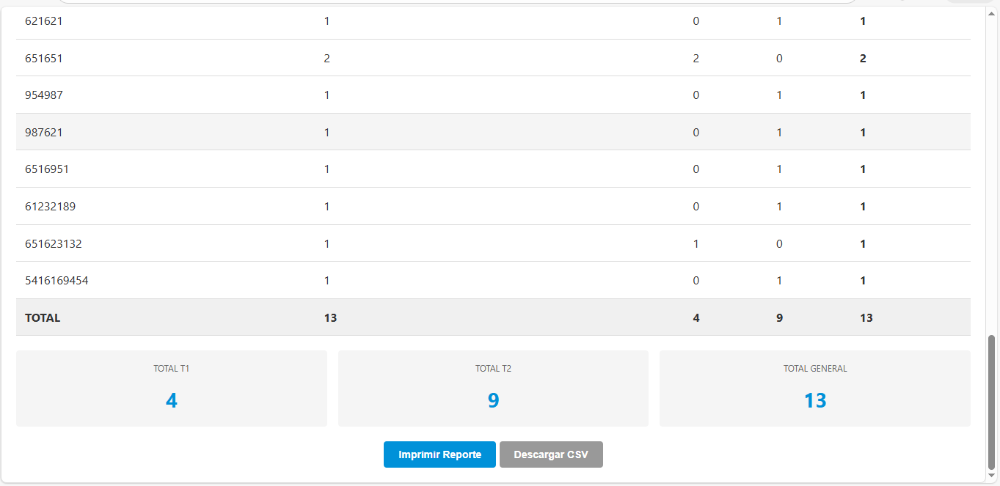 621621 1 0 1 1
651651 2 2 0 2
954987 1 0 1 1
987621 1 0 1 1
6516951 1 0 1 1
61232189 1 0 1 1
651623132 1 1 0 1
5416169454 1 0 1 1
TOTAL 13 4 9 13
TOTAL T1 TOTAL T2 TOTAL GENERAL
4 9 13
Imprimir Reporte Descargar CSV